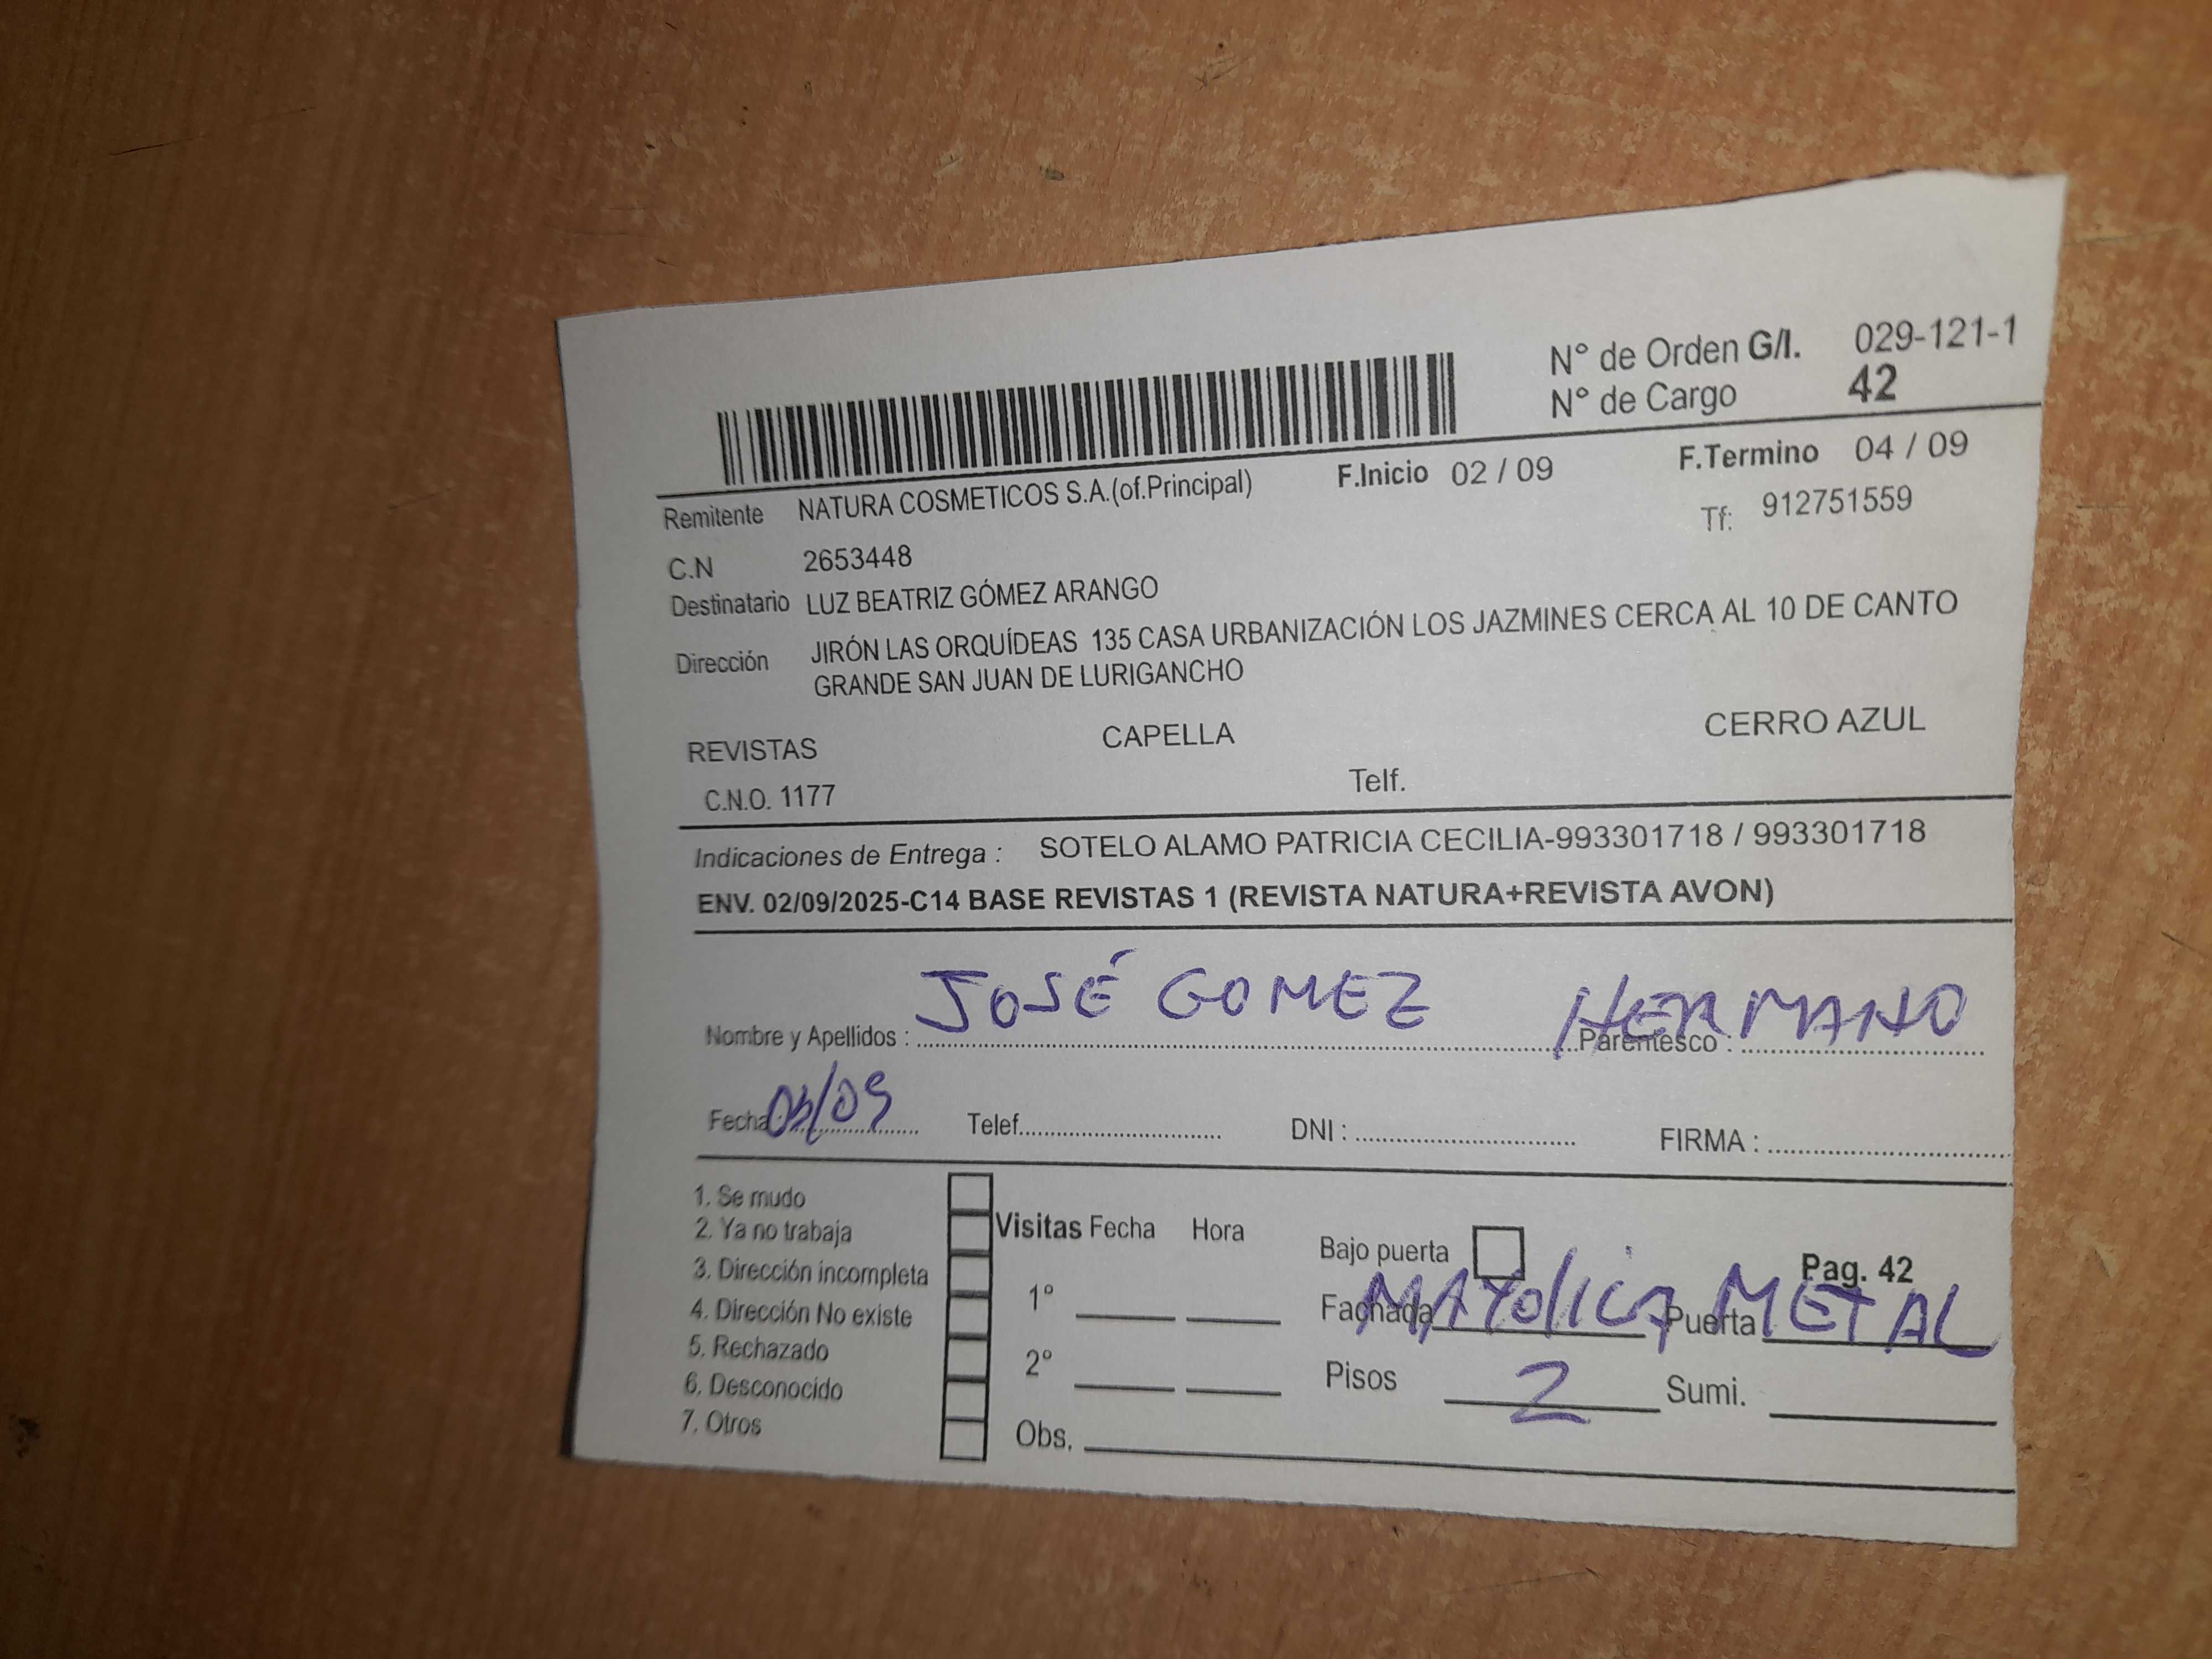 N° de Orden G/I. 029-121-1
N° de Cargo 42
F.Inicio 02 / 09 F.Termino 04 / 09
Remitente NATURA COSMETICOS S.A.(of.Principal) Tf: 912751559
C.N 2653448
Destinatario LUZ BEATRIZ GÓMEZ ARANGO
Dirección JIRÓN LAS ORQUÍDEAS 135 CASA URBANIZACIÓN LOS JAZMINES CERCA AL 10 DE CANTO
GRANDE SAN JUAN DE LURIGANCHO
REVISTAS CAPELLA CERRO AZUL
C.N.O. 1177 Telf.
Indicaciones de Entrega : SOTELO ALAMO PATRICIA CECILIA-993301718 / 993301718
ENV. 02/09/2025-C14 BASE REVISTAS 1 (REVISTA NATURA+REVISTA AVON)
Nombre y Apellidos : JOSÉ GOMEZ Parentesco : HERMANO
Fecha 03/09 Telef. DNI : FIRMA :
1. Se mudo
2. Ya no trabaja
3. Dirección incompleta
4. Dirección No existe
5. Rechazado
6. Desconocido
7. Otros
Visitas Fecha Hora
1°
2°
Obs.
Bajo puerta Pag. 42
Fachada MAYOlICA Puerta METAL
Pisos 2 Sumi.